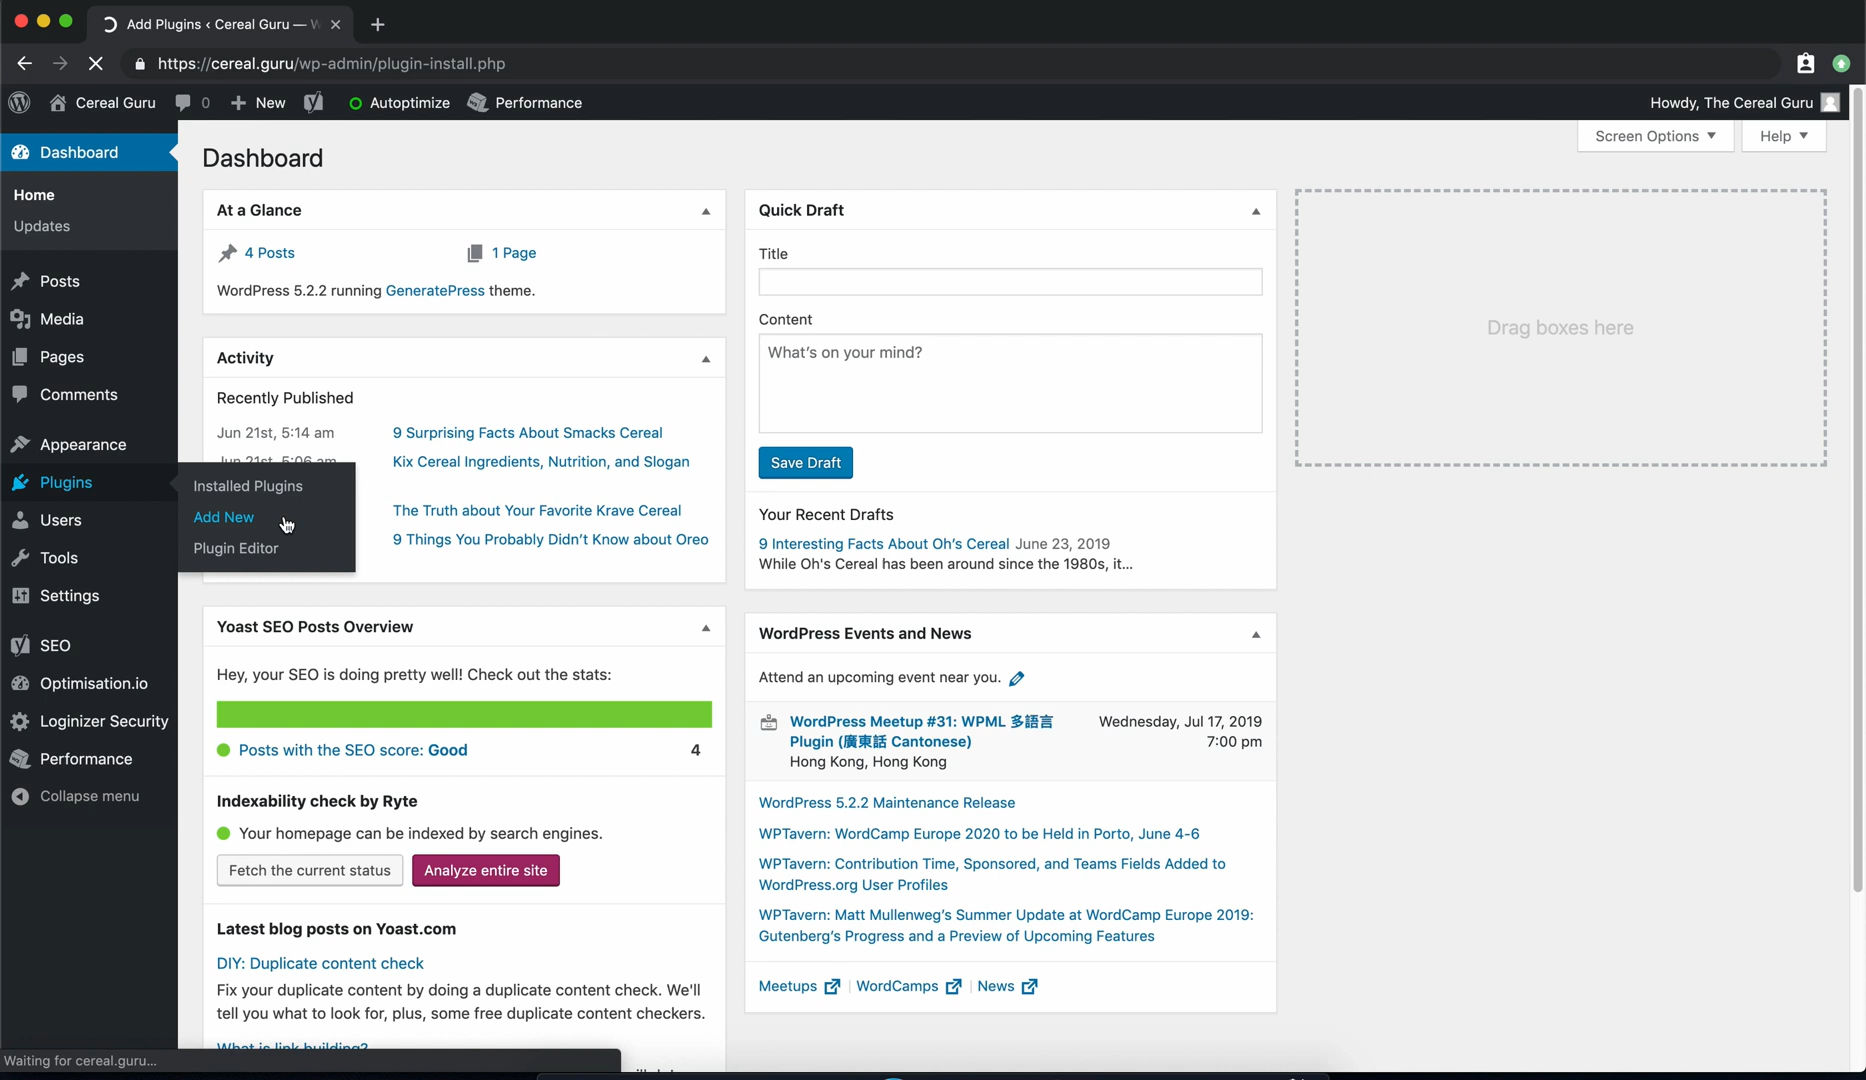 Add Plugins ‹ Cereal Guru —
https://cereal.guru/wp-admin/plugin-install.php
Cereal Guru
0
New
Autoptimize
Performance
Howdy, The Cereal Guru
Screen Options
Help
Dashboard
Home
Updates
Posts
Media
Pages
Comments
Appearance
Plugins
Users
Tools
Settings
SEO
Optimisation.io
Loginizer Security
Performance
Collapse menu
Installed Plugins
Add New
Plugin Editor
Dashboard
At a Glance
4 Posts
1 Page
WordPress 5.2.2 running GeneratePress theme.
Activity
Recently Published
Jun 21st, 5:14 am
9 Surprising Facts About Smacks Cereal
Jun 21st, 5:06 am
Kix Cereal Ingredients, Nutrition, and Slogan
The Truth about Your Favorite Krave Cereal
9 Things You Probably Didn't Know about Oreo
Yoast SEO Posts Overview
Hey, your SEO is doing pretty well! Check out the stats:
Posts with the SEO score: Good
4
Indexability check by Ryte
Your homepage can be indexed by search engines.
Fetch the current status
Analyze entire site
Latest blog posts on Yoast.com
DIY: Duplicate content check
Fix your duplicate content by doing a duplicate content check. We'll
tell you what to look for, plus, some free duplicate content checkers.
What is link building?
Quick Draft
Title
Content
What's on your mind?
Save Draft
Your Recent Drafts
9 Interesting Facts About Oh's Cereal June 23, 2019
While Oh's Cereal has been around since the 1980s, it...
WordPress Events and News
Attend an upcoming event near you.
WordPress Meetup #31: WPML 多語言
Plugin (廣東話 Cantonese)
Hong Kong, Hong Kong
Wednesday, Jul 17, 2019
7:00 pm
WordPress 5.2.2 Maintenance Release
WPTavern: WordCamp Europe 2020 to be Held in Porto, June 4-6
WPTavern: Contribution Time, Sponsored, and Teams Fields Added to
WordPress.org User Profiles
WPTavern: Matt Mullenweg's Summer Update at WordCamp Europe 2019:
Gutenberg's Progress and a Preview of Upcoming Features
Meetups
WordCamps
News
Drag boxes here
Waiting for cereal.guru...